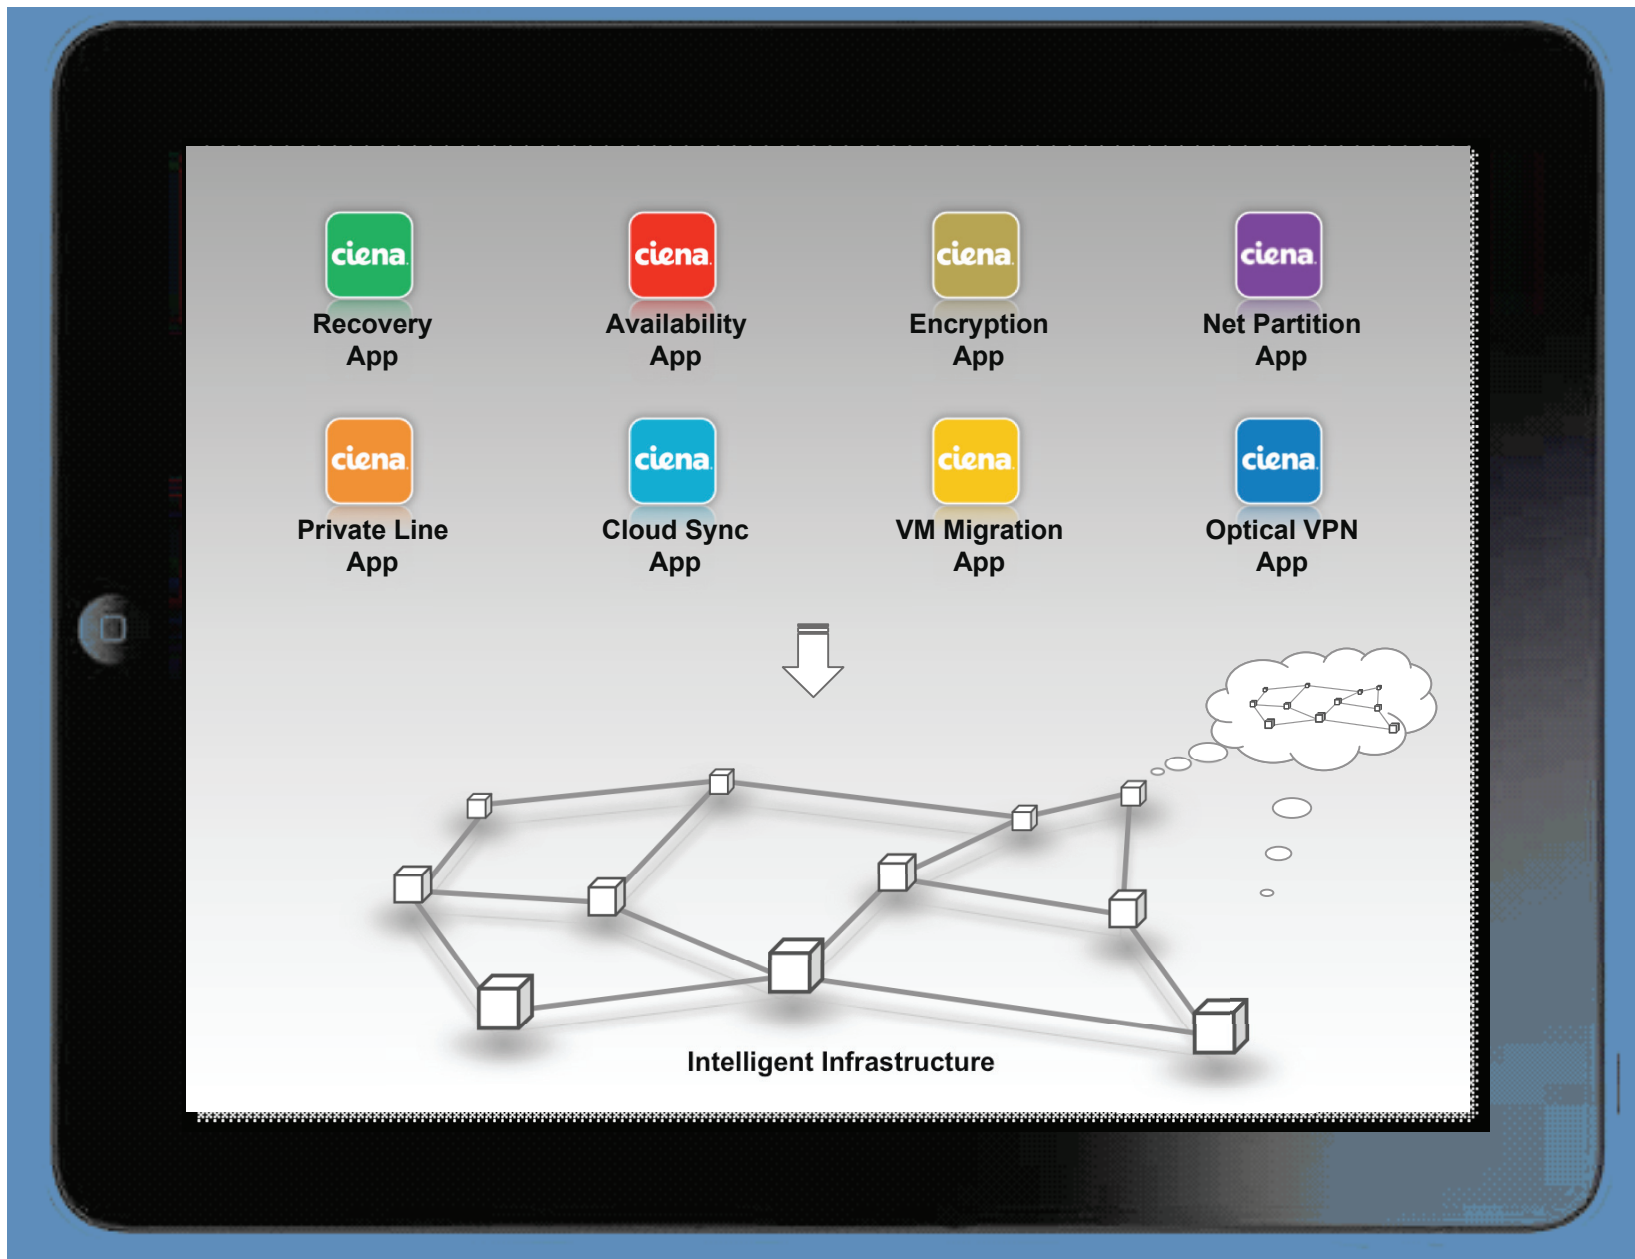 ciena.
ciena.
ciena.
ciena.
Recovery
App
Availability
App
Encryption
App
Net Partition
App
ciena.
ciena.
ciena.
ciena.
Private Line
App
Cloud Sync
App
VM Migration
App
Optical VPN
App
Intelligent Infrastructure